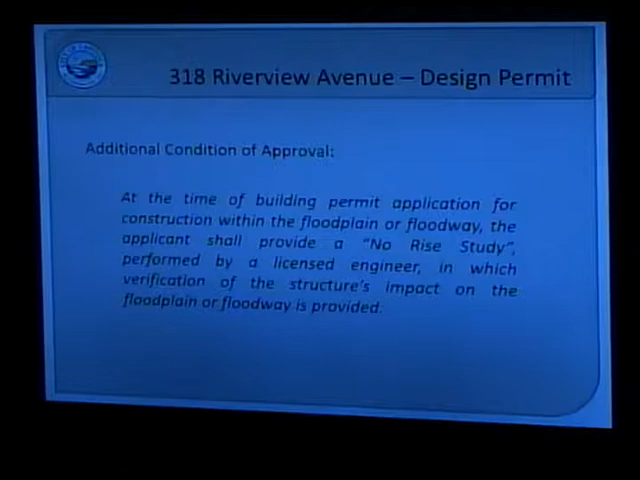 318 Riverview Avenue – Design Permit
Additional Condition of Approval:
At the time of building permit application for
construction within the floodplain or floodway, the
applicant shall provide a "No Rise Study",
performed by a licensed engineer, in which
verification of the structure's impact on the
floodplain or floodway is provided.